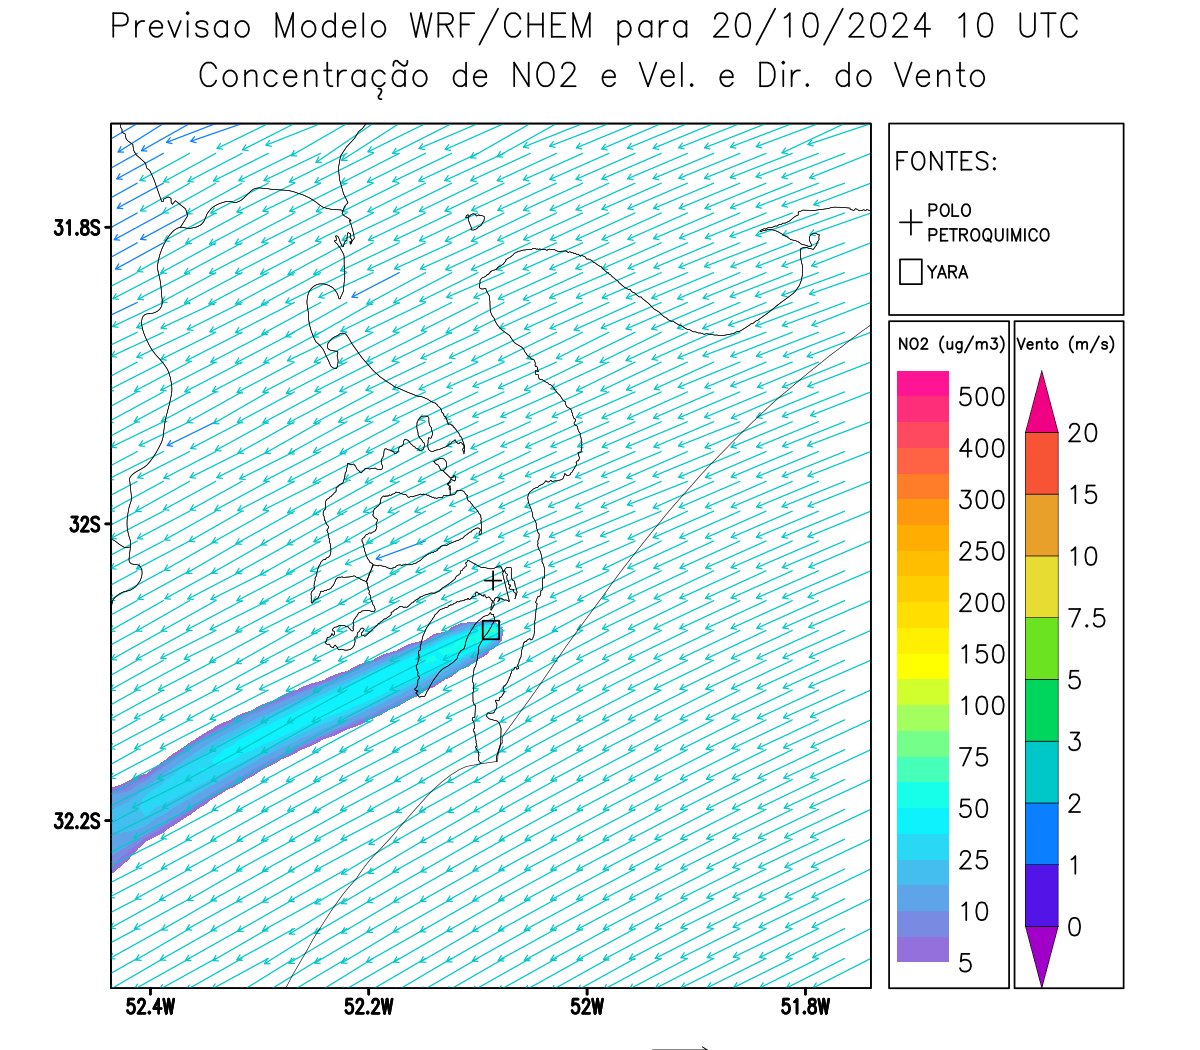 Previsao Modelo WRF/CHEM para 20/10/2024 10 UTC
Concentração de NO2 e Vel. e Dir. do Vento
FONTES:
POLO
PETROQUIMICO
YARA
NO2 (ug/m3)
500
400
300
250
200
150
100
75
50
25
10
5
Vento (m/s)
20
15
10
7.5
5
3
2
1
0
31.8S
32S
32.2S
52.4W 52.2W 52W 51.8W